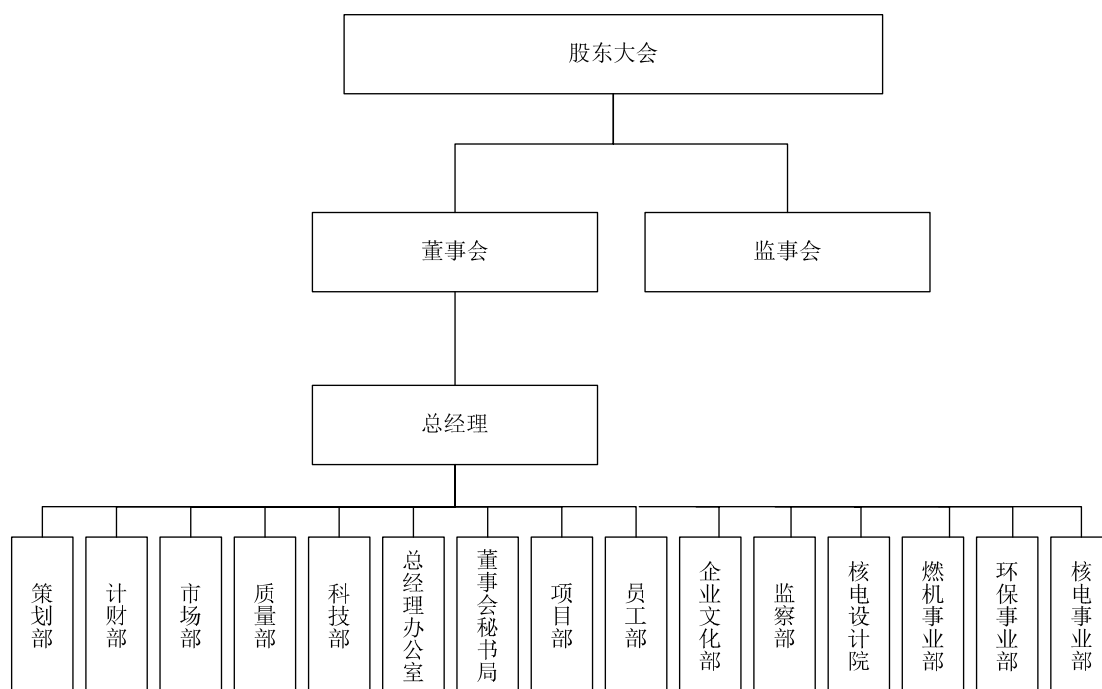 股东大会
董事会
监事会
总经理
策划部
计财部
市场部
质量部
科技部
总经理办公室
董事会秘书局
项目部
员工部
企业文化部
监察部
核电设计院
燃机事业部
环保事业部
核电事业部